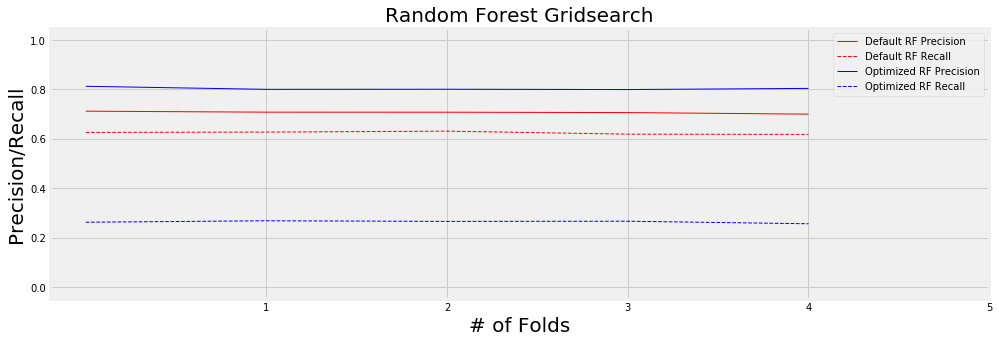 Random Forest Gridsearch
Precision/Recall
1.0
0.8
0.6
0.4
0.2
0.0
Default RF Precision
Default RF Recall
Optimized RF Precision
Optimized RF Recall
1 2 3 4 5
# of Folds